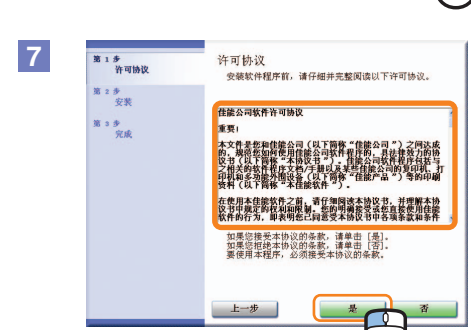 7
第 1 步
许可协议
第 2 步
安装
第 3 步
完成
许可协议
安装软件程序前，请仔细并完整阅读以下许可协议。
佳能公司软件许可协议
重要！
本文件是您和佳能公司（以下简称“佳能公司”）之间达成
的，规范您如何使用佳能公司软件程序的，具法律效力的协
议书（以下简称“本协议书”）。佳能公司软件程序包括与
之相关的软件程序文档/手册以及某些佳能公司的复印机、打
印机和多功能外围设备（以下简称“佳能产品”）等的印刷
资料（以下简称“本佳能软件”）。
在使用本佳能软件之前，请仔细阅读本协议书，并理解本协
议书中规定的权利和限制。您的明确接受或您直接使用佳能
软件的行为，即表明您已同意受本协议书中各项条款和条件
如果您接受本协议的条款，请单击［是］。
如果您拒绝本协议的条款，请单击［否］。
要使用本程序，必须接受本协议的条款。
上一步
是
否